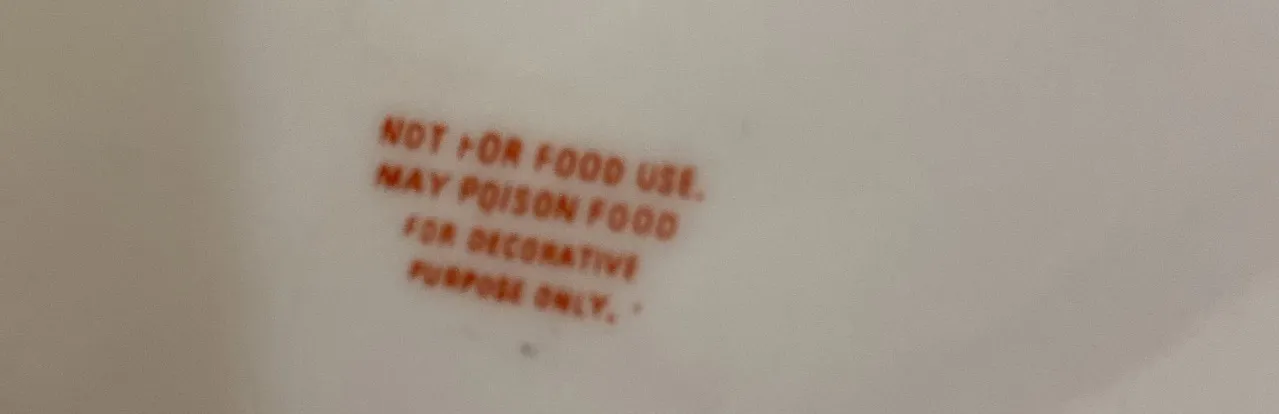 NOT FOR FOOD USE.
MAY POISON FOOD
FOR DECORATIVE
PURPOSE ONLY.